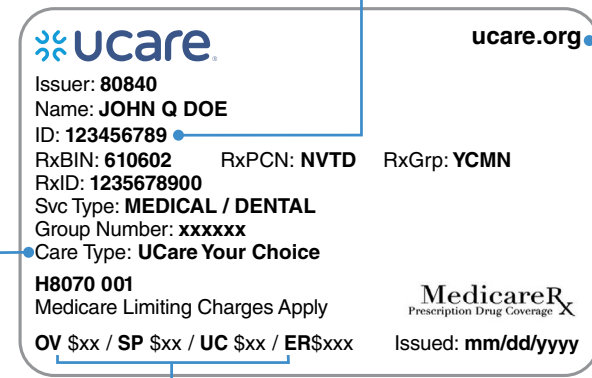 ucare
ucare.org
Issuer: 80840
Name: JOHN Q DOE
ID: 123456789
RxBIN: 610602 RxPCN: NVTD RxGrp: YCMN
RxID: 1235678900
Svc Type: MEDICAL / DENTAL
Group Number: xxxxxx
Care Type: UCare Your Choice
H8070 001
Medicare Limiting Charges Apply
MedicareRx
Prescription Drug Coverage
OV $xx / SP $xx / UC $xx / ER$xxx Issued: mm/dd/yyyy